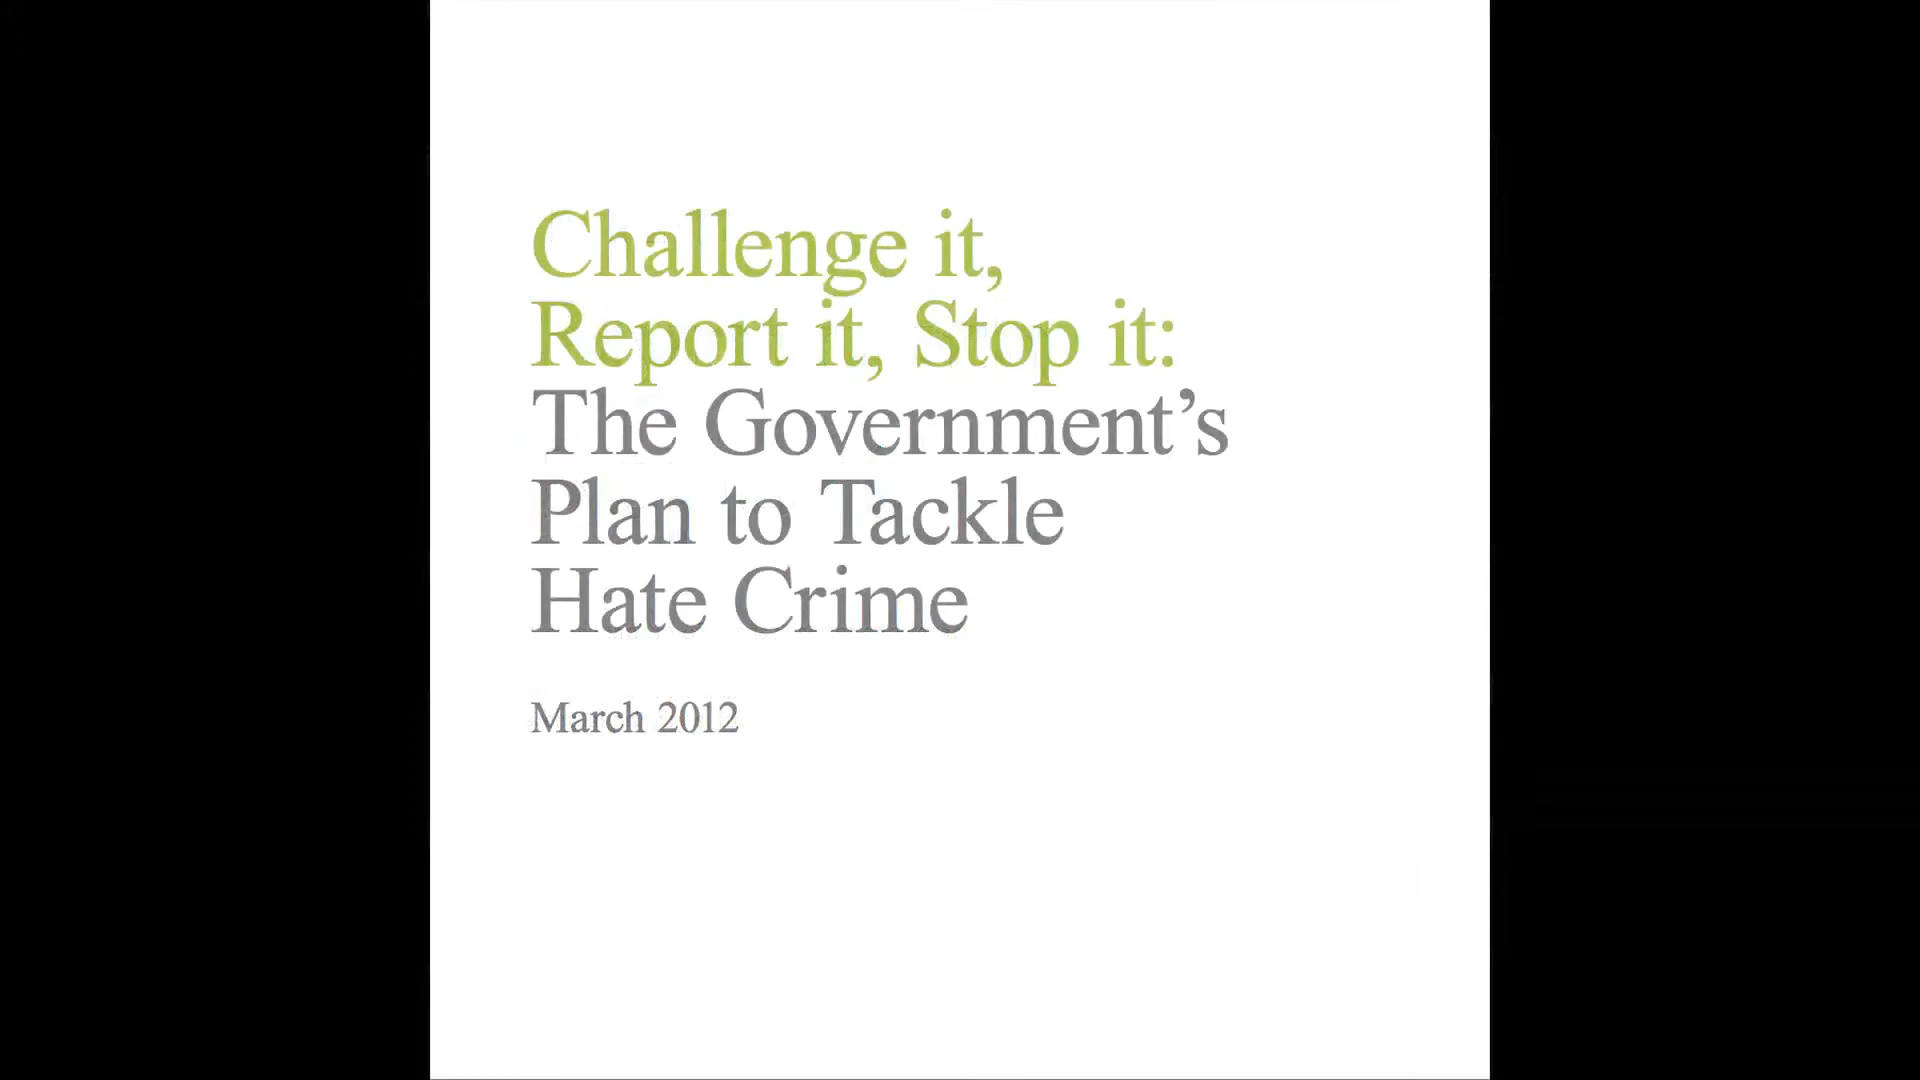 Challenge it,
Report it, Stop it:
The Government’s
Plan to Tackle
Hate Crime
March 2012